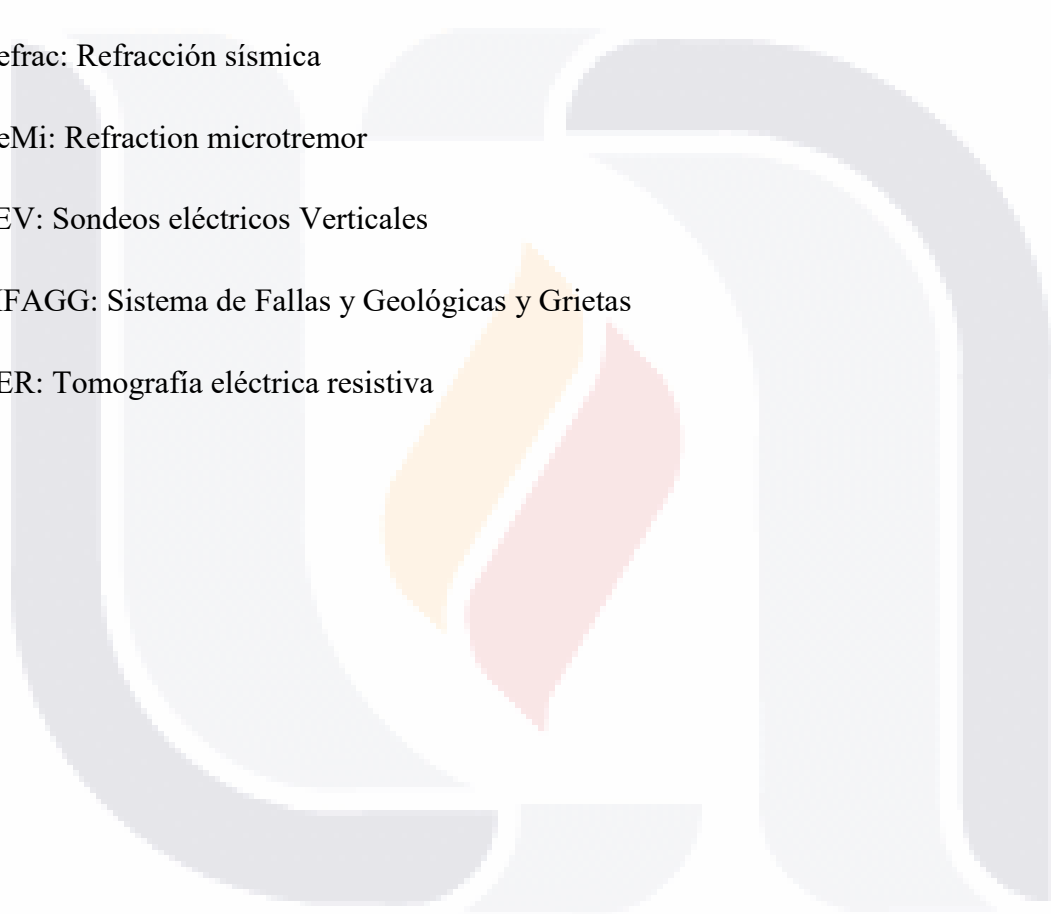 efrac: Refracción sísmica
eMi: Refraction microtremor
EV: Sondeos eléctricos Verticales
IFAGG: Sistema de Fallas y Geológicas y Grietas
ER: Tomografía eléctrica resistiva